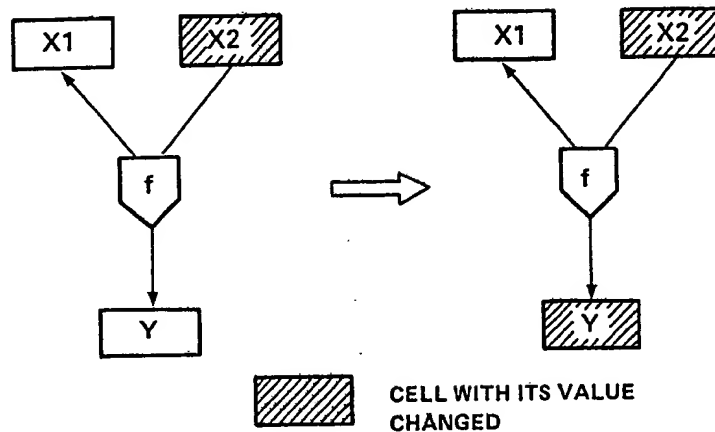 X1 X2 X1 X2
f f
Y Y
CELL WITH ITS VALUE
CHANGED